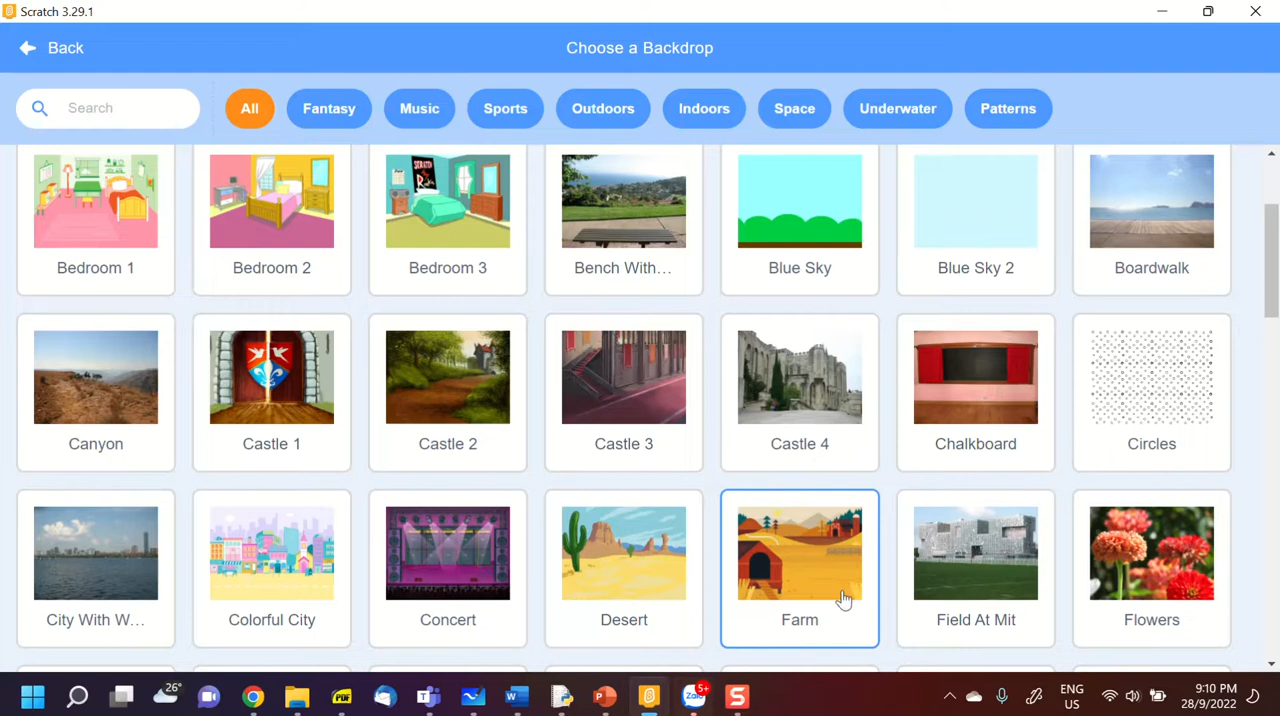 Scratch 3.29.1
Back
Choose a Backdrop
Search
All
Fantasy
Music
Sports
Outdoors
Indoors
Space
Underwater
Patterns
Bedroom 1
Bedroom 2
Bedroom 3
Bench With...
Blue Sky
Blue Sky 2
Boardwalk
Canyon
Castle 1
Castle 2
Castle 3
Castle 4
Chalkboard
Circles
City With W...
Colorful City
Concert
Desert
Farm
Field At Mit
Flowers
26°
PDF
Zalo
5+
ENG
US
9:10 PM
28/9/2022